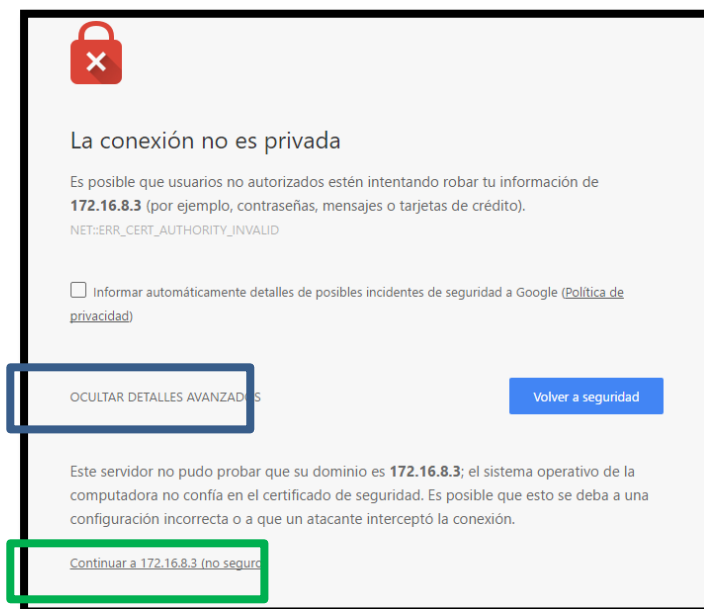 La conexión no es privada
Es posible que usuarios no autorizados estén intentando robar tu información de
172.16.8.3 (por ejemplo, contraseñas, mensajes o tarjetas de crédito).
NET::ERR_CERT_AUTHORITY_INVALID
Informar automáticamente detalles de posibles incidentes de seguridad a Google (Política de
privacidad)
OCULTAR DETALLES AVANZADOS
Volver a seguridad
Este servidor no pudo probar que su dominio es 172.16.8.3; el sistema operativo de la
computadora no confía en el certificado de seguridad. Es posible que esto se deba a una
configuración incorrecta o a que un atacante interceptó la conexión.
Continuar a 172.16.8.3 (no seguro